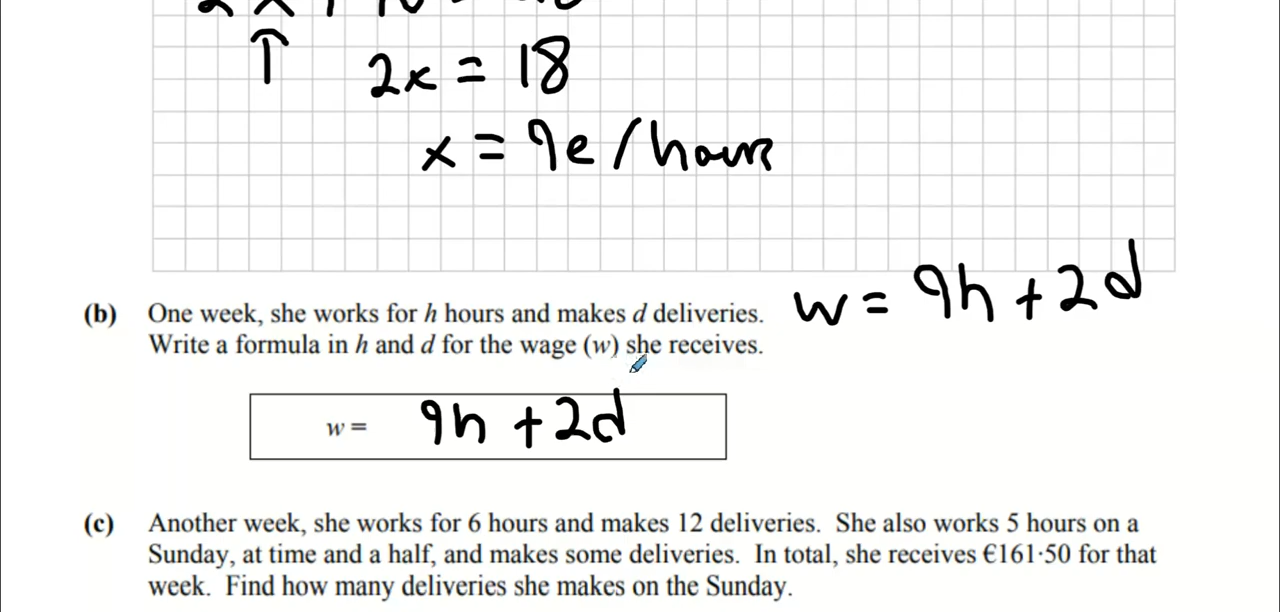 2x = 18
x = 9e / hours
w = 9h + 2d
(b) One week, she works for h hours and makes d deliveries.
Write a formula in h and d for the wage (w) she receives.
w = 9h + 2d
(c) Another week, she works for 6 hours and makes 12 deliveries. She also works 5 hours on a
Sunday, at time and a half, and makes some deliveries. In total, she receives €161·50 for that
week. Find how many deliveries she makes on the Sunday.